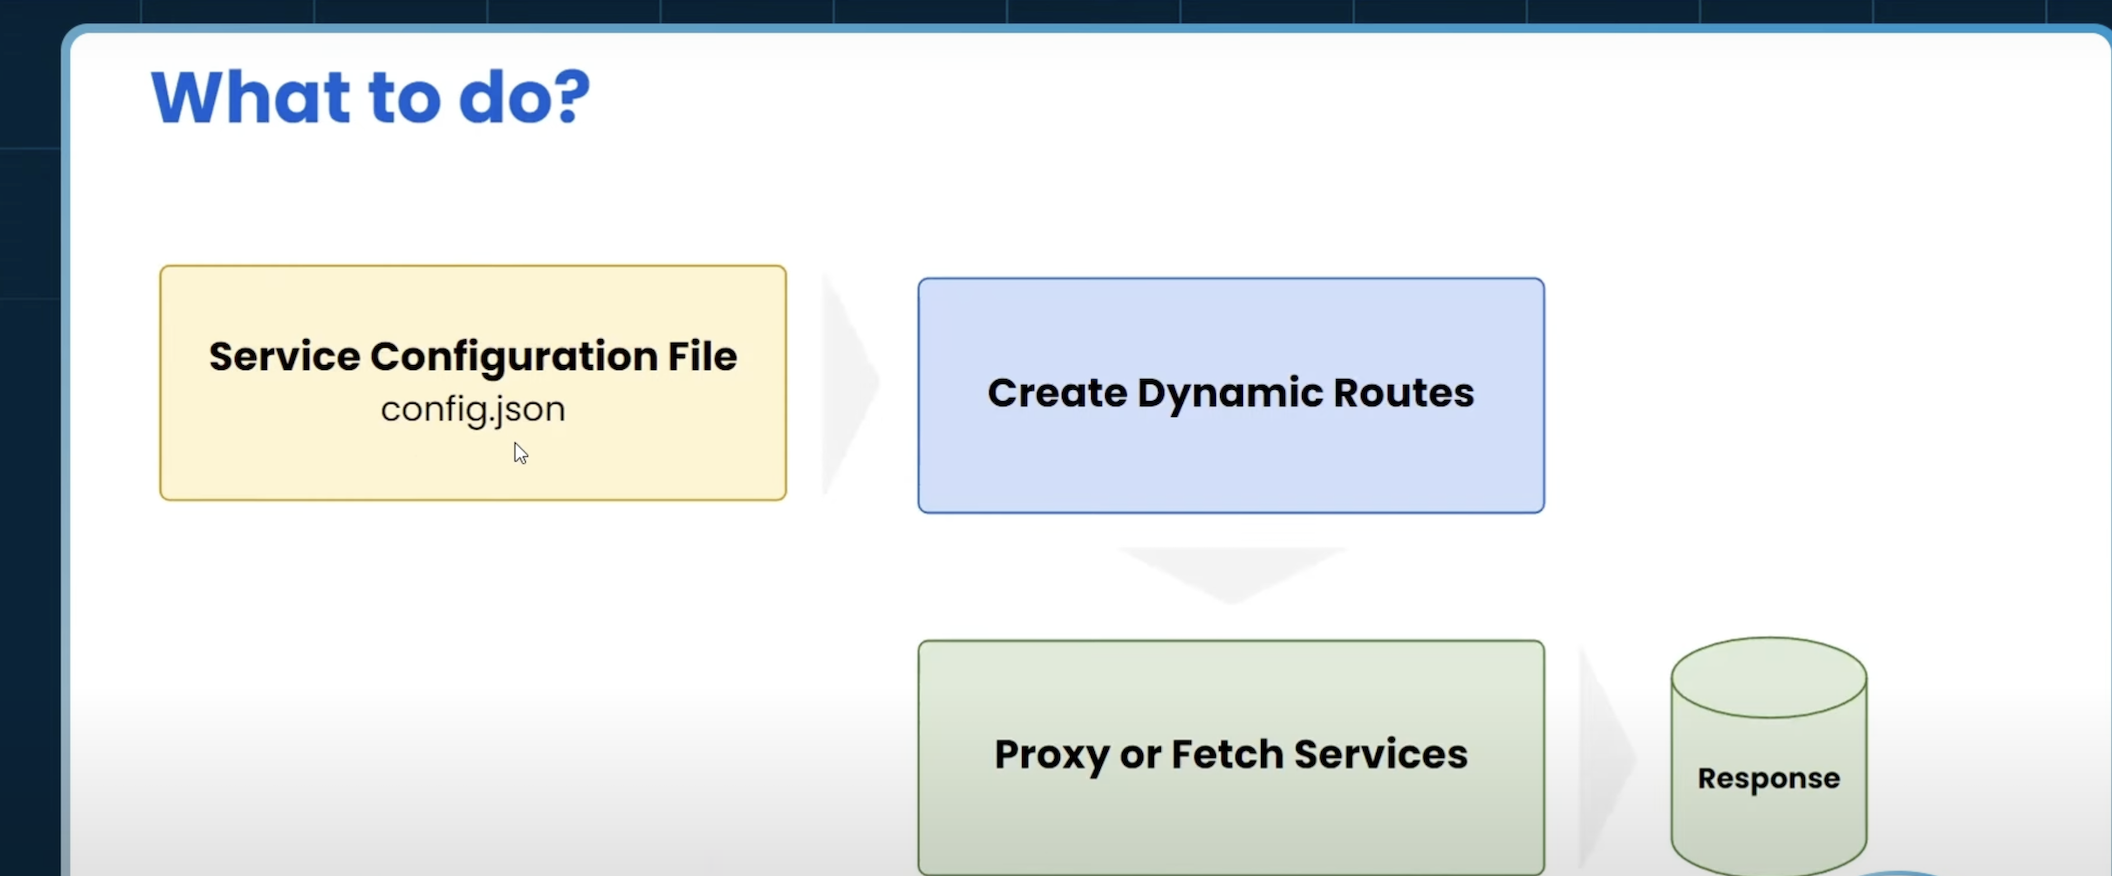 What to do?
Service Configuration File
config.json
Create Dynamic Routes
Proxy or Fetch Services
Response